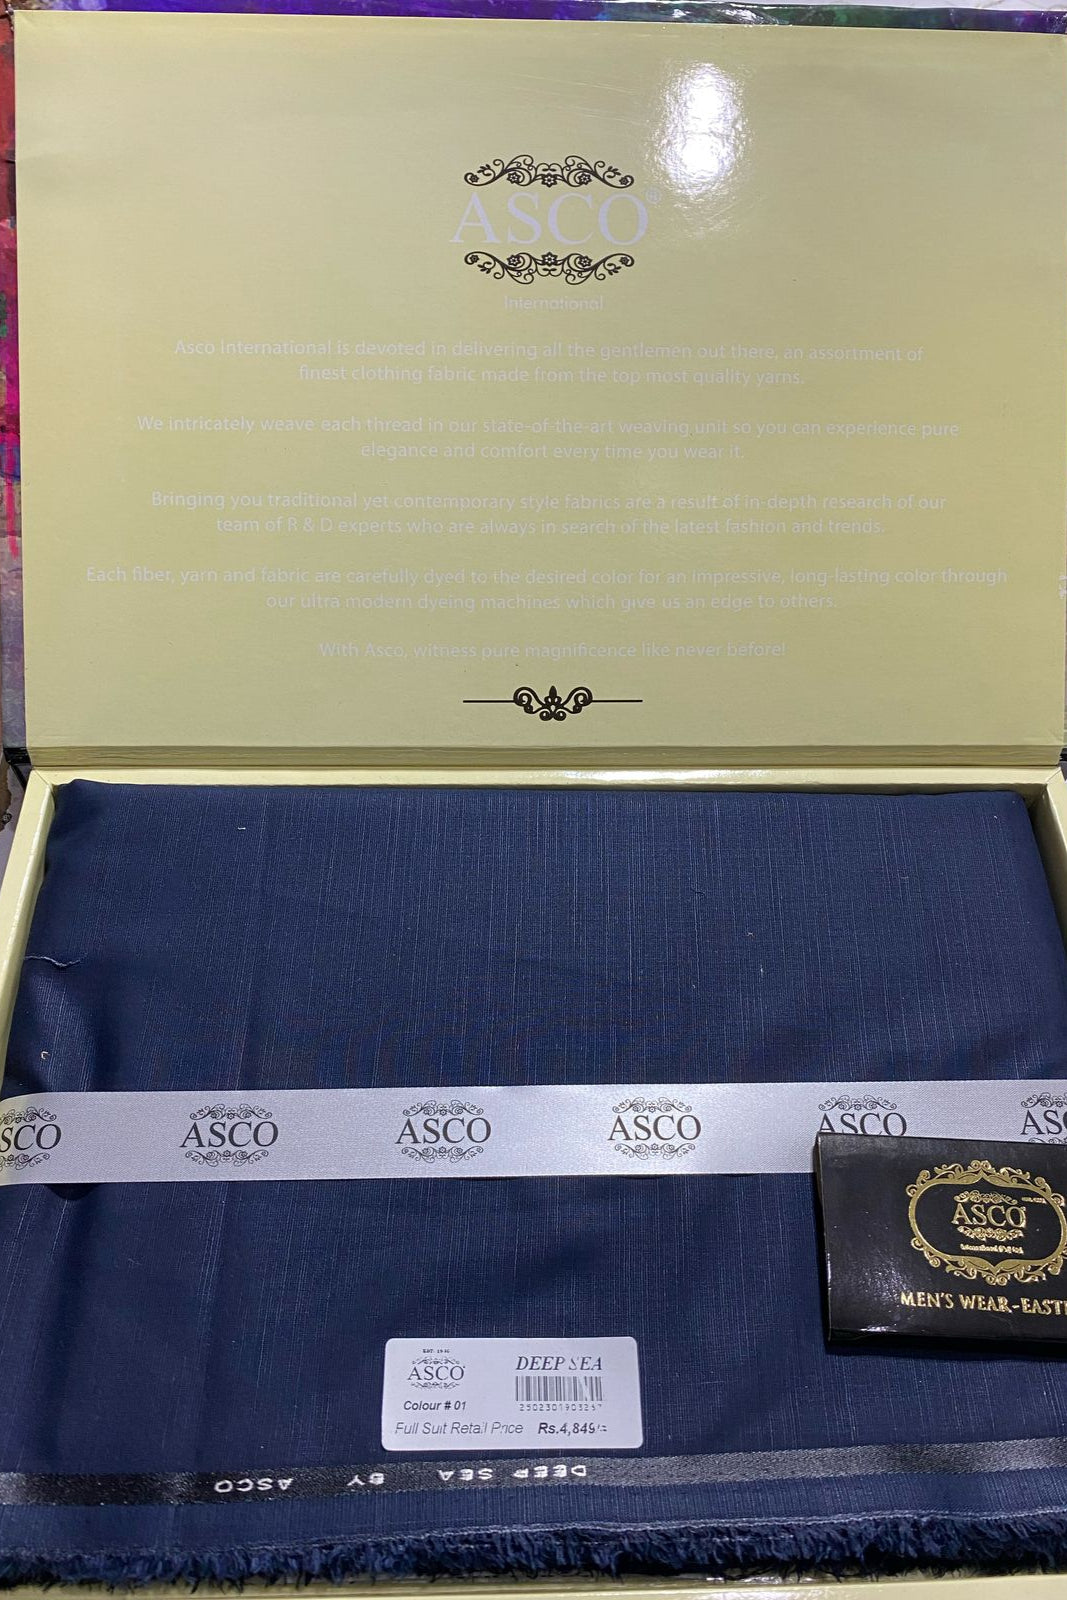 ASCO®
International
Asco International is devoted in delivering all the gentlemen out there, an assortment of
finest clothing fabric made from the top most quality yarns.
We intricately weave each thread in our state-of-the-art weaving unit so you can experience pure
elegance and comfort every time you wear it.
Bringing you traditional yet contemporary style fabrics are a result of in-depth research of our
team of R & D experts who are always in search of the latest fashion and trends.
Each fiber, yarn and fabric are carefully dyed to the desired color for an impressive, long-lasting color through
our ultra modern dyeing machines which give us an edge to others.
With Asco, witness pure magnificence like never before!
ASCO ASCO ASCO ASCO
ASCO
International (Pvt) Ltd
MEN'S WEAR-EAST
ASCO
DEEP SEA
Colour # 01
Full Suit Retail Price Rs.4,849/=
DEEP SEA BY ASCO